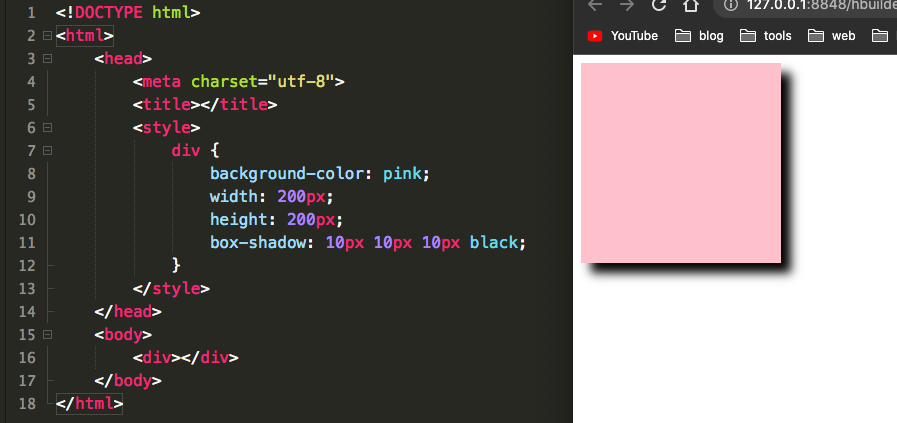 1 <!DOCTYPE html>
2 <html>
3 <head>
4 <meta charset="utf-8">
5 <title></title>
6 <style>
7 div {
8 background-color: pink;
9 width: 200px;
10 height: 200px;
11 box-shadow: 10px 10px 10px black;
12 }
13 </style>
14 </head>
15 <body>
16 <div></div>
17 </body>
18 </html>
127.0.0.1:8848/hbuilde
YouTube blog tools web